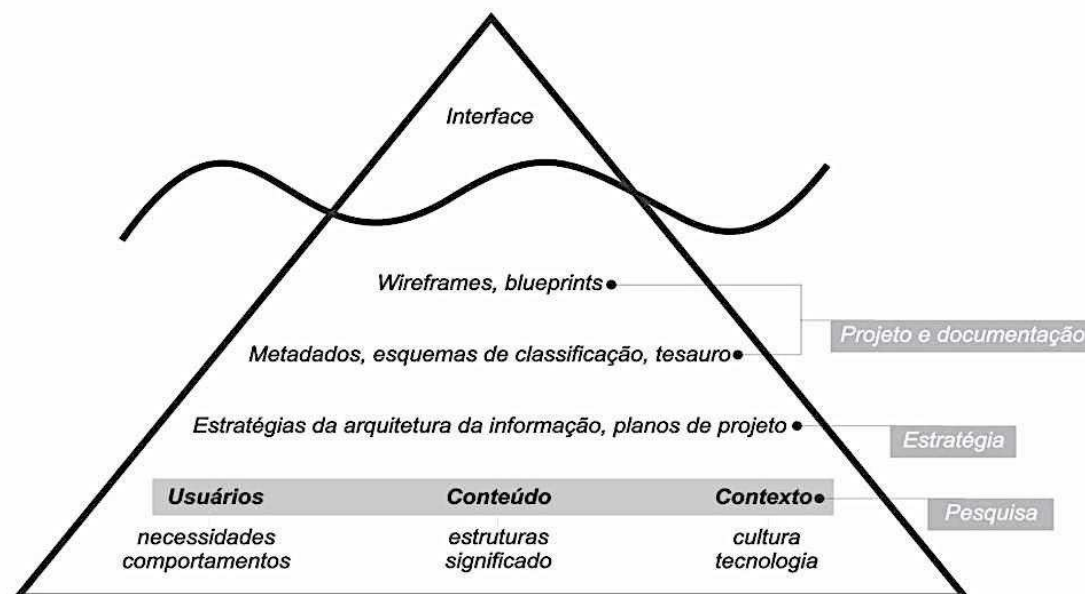 Interface
Wireframes, blueprints
Projeto e documentação
Metadados, esquemas de classificação, tesauro
Estratégias da arquitetura da informação, planos de projeto
Estratégia
Usuários Conteúdo Contexto
Pesquisa
necessidades estruturas cultura
comportamentos significado tecnologia